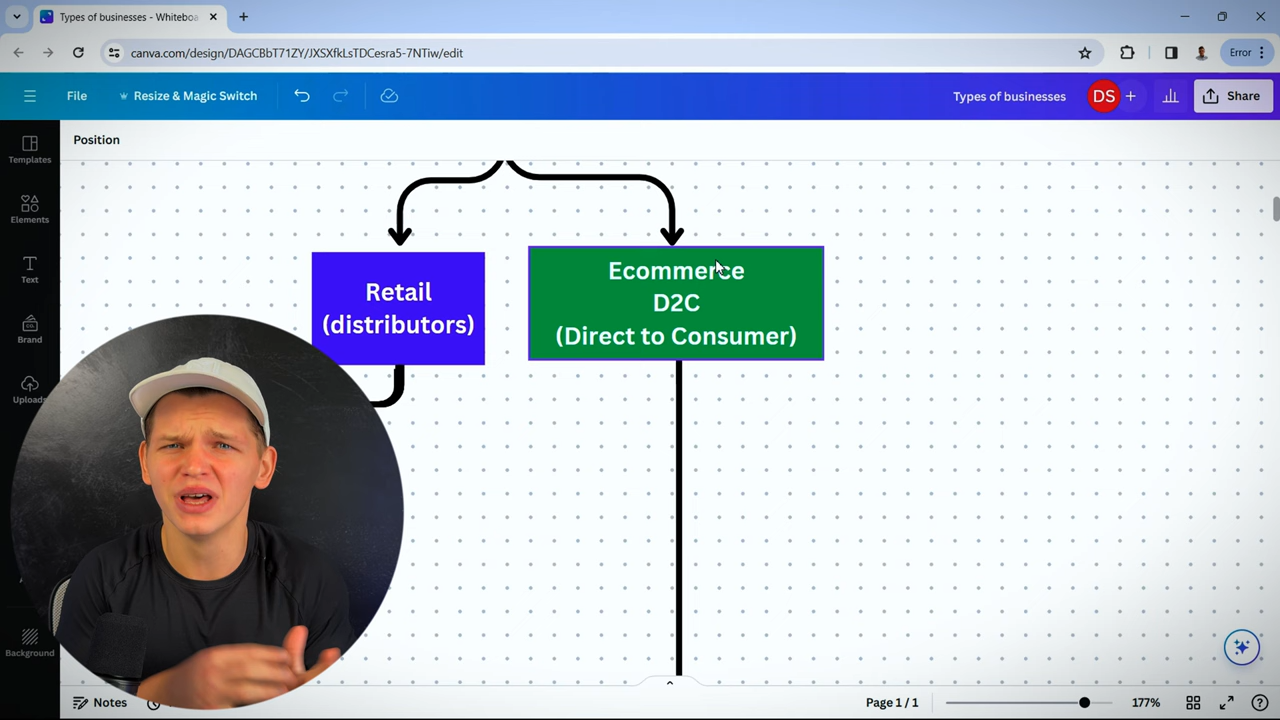 Types of businesses - Whiteboa
canva.com/design/DAGCBbT71ZY/JXSXfkLsTDCesra5-7NTiw/edit
Error
File
Resize & Magic Switch
Types of businesses
DS
Share
Templates
Position
Elements
Text
Brand
Uploads
Background
Retail
(distributors)
Ecommerce
D2C
(Direct to Consumer)
Notes
Page 1 / 1
177%